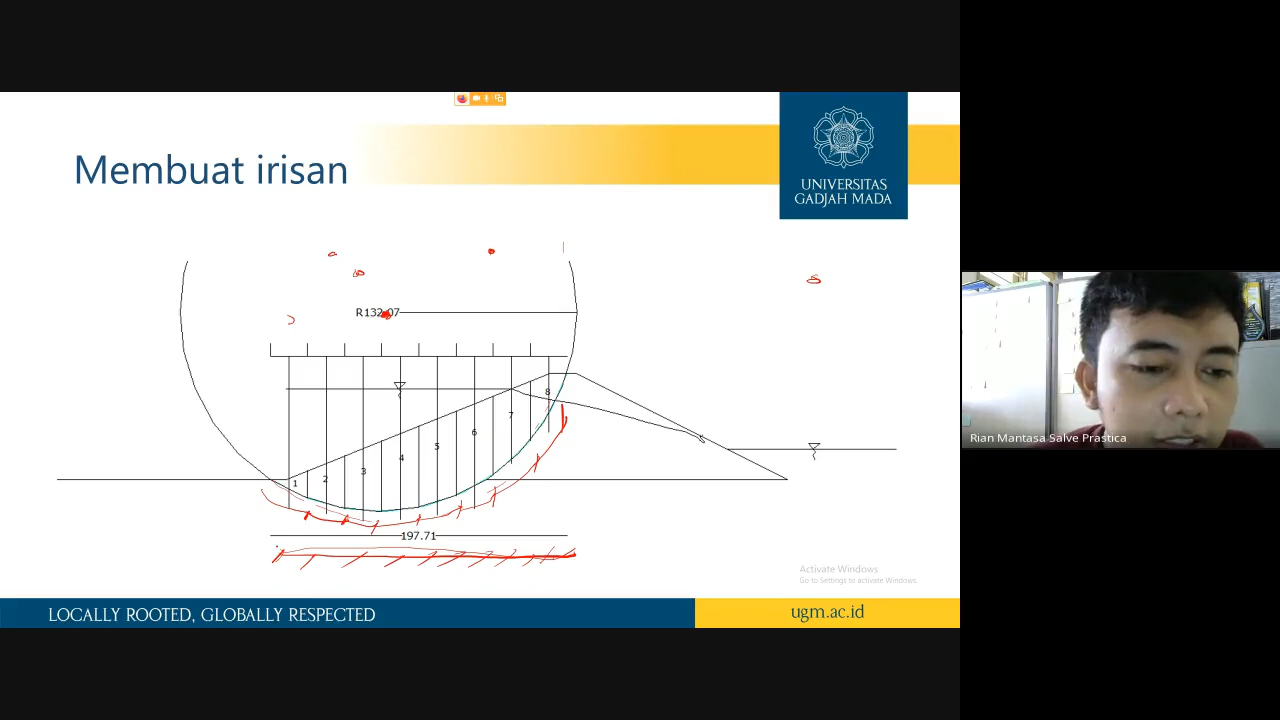 Membuat irisan
UNIVERSITAS
GADJAH MADA
R132.07
8
7
6
5
4
3
2
1
197.71
Rian Mantasa Salve Prastica
Activate Windows
Go to Settings to activate Windows.
LOCALLY ROOTED, GLOBALLY RESPECTED
ugm.ac.id